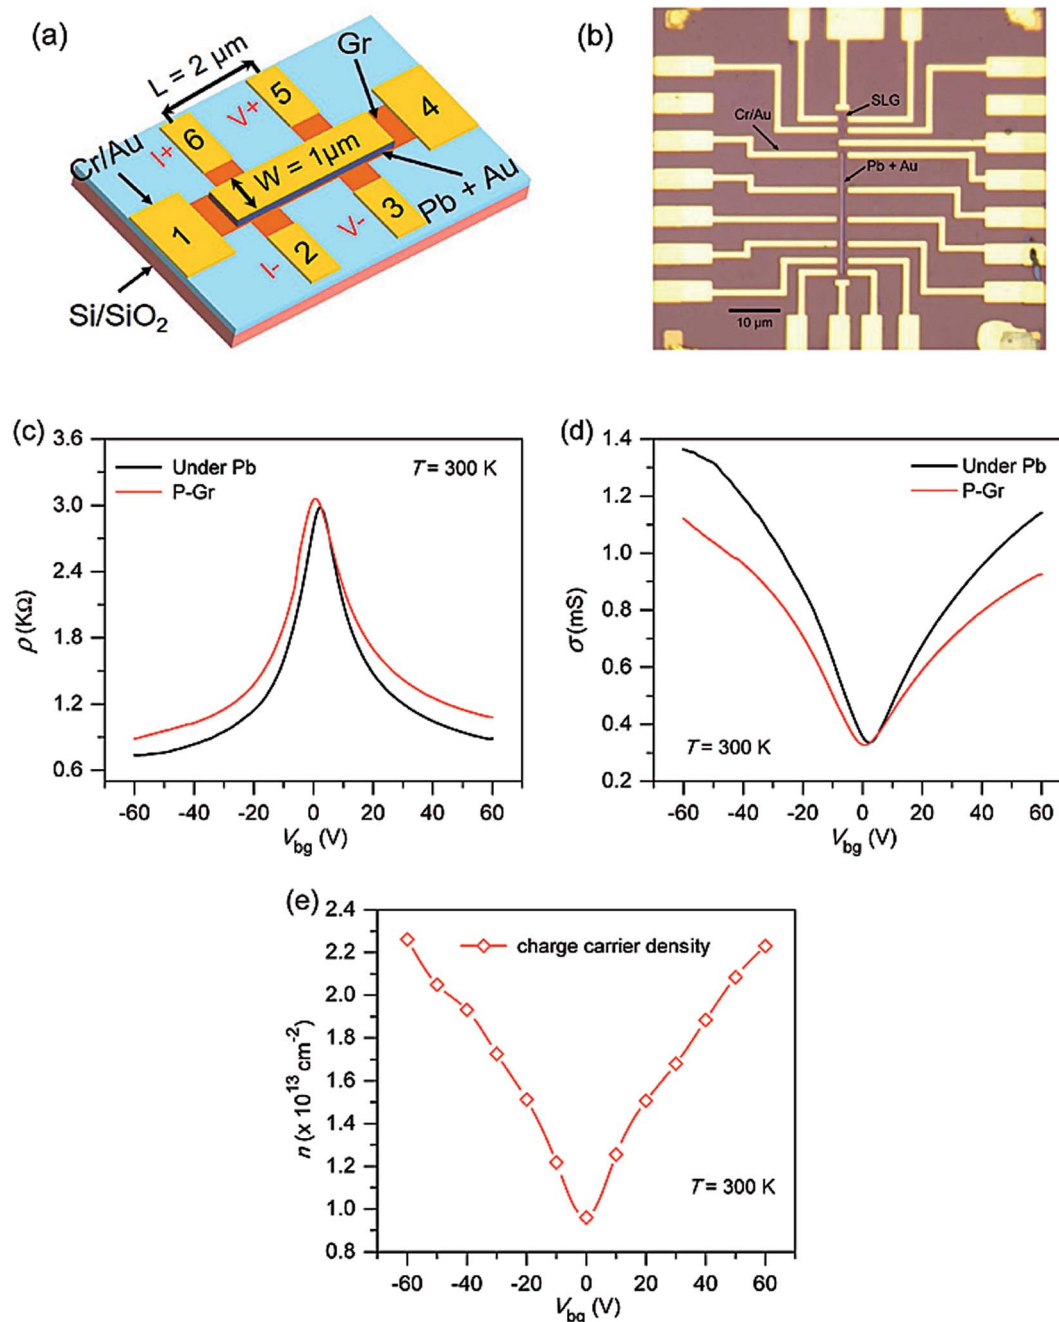 (a)
L = 2 µm
Gr
V+
5
4
6
I+
Cr/Au
W = 1µm
Pb + Au
1
3
V-
2
I-
Si/SiO₂
(b)
SLG
Cr/Au
Pb + Au
10 µm
(c)
3.6
3.0
2.4
1.8
1.2
0.6
ρ (KΩ)
Under Pb
P-Gr
T = 300 K
-60 -40 -20 0 20 40 60
V_bg (V)
(d)
1.4
1.2
1.0
0.8
0.6
0.4
0.2
σ (mS)
Under Pb
P-Gr
T = 300 K
-60 -40 -20 0 20 40 60
V_bg (V)
(e)
2.4
2.2
2.0
1.8
1.6
1.4
1.2
1.0
0.8
n (x 10¹³ cm⁻²)
charge carrier density
T = 300 K
-60 -40 -20 0 20 40 60
V_bg (V)